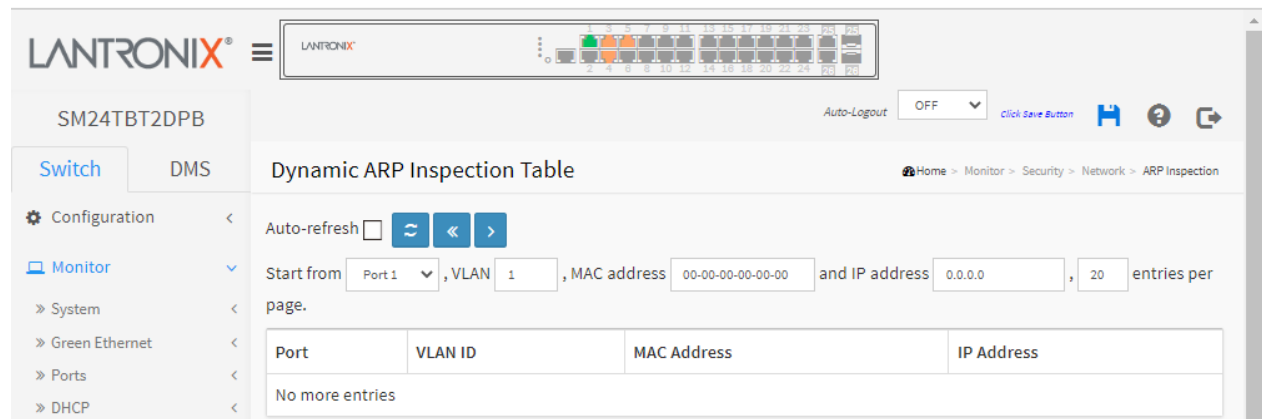 LANTRONIX®
LANTRONIX
1 3 5 7 9 11 13 15 17 19 21 23
2 4 6 8 10 12 14 16 18 20 22 24
SM24TBT2DPB
Auto-Logout OFF Click Save Button
Switch DMS
Dynamic ARP Inspection Table
Home > Monitor > Security > Network > ARP Inspection
Configuration
Auto-refresh
Monitor
Start from Port 1 , VLAN 1 , MAC address 00-00-00-00-00-00 and IP address 0.0.0.0 , 20 entries per
page.
» System
» Green Ethernet
» Ports
» DHCP
Port VLAN ID MAC Address IP Address
No more entries